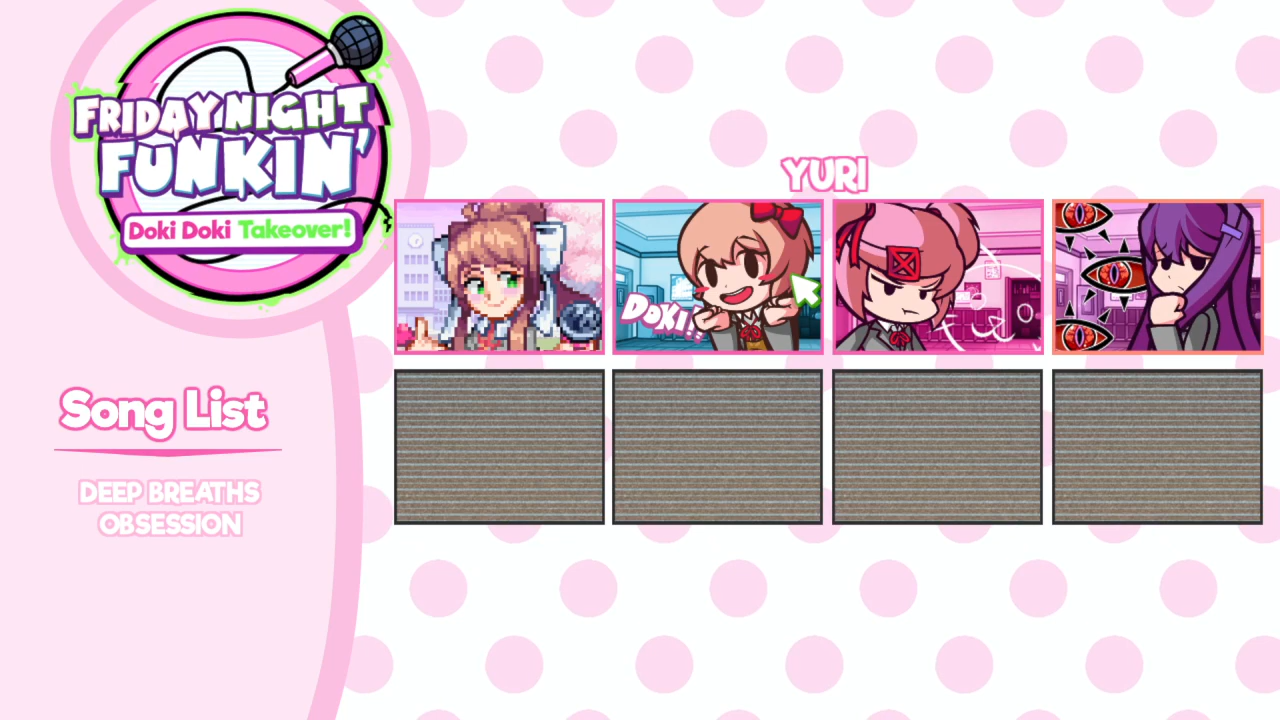 FRIDAY NIGHT
FUNKIN'
Doki Doki Takeover!
YURI
DOKI!!
Song List
DEEP BREATHS
OBSESSION